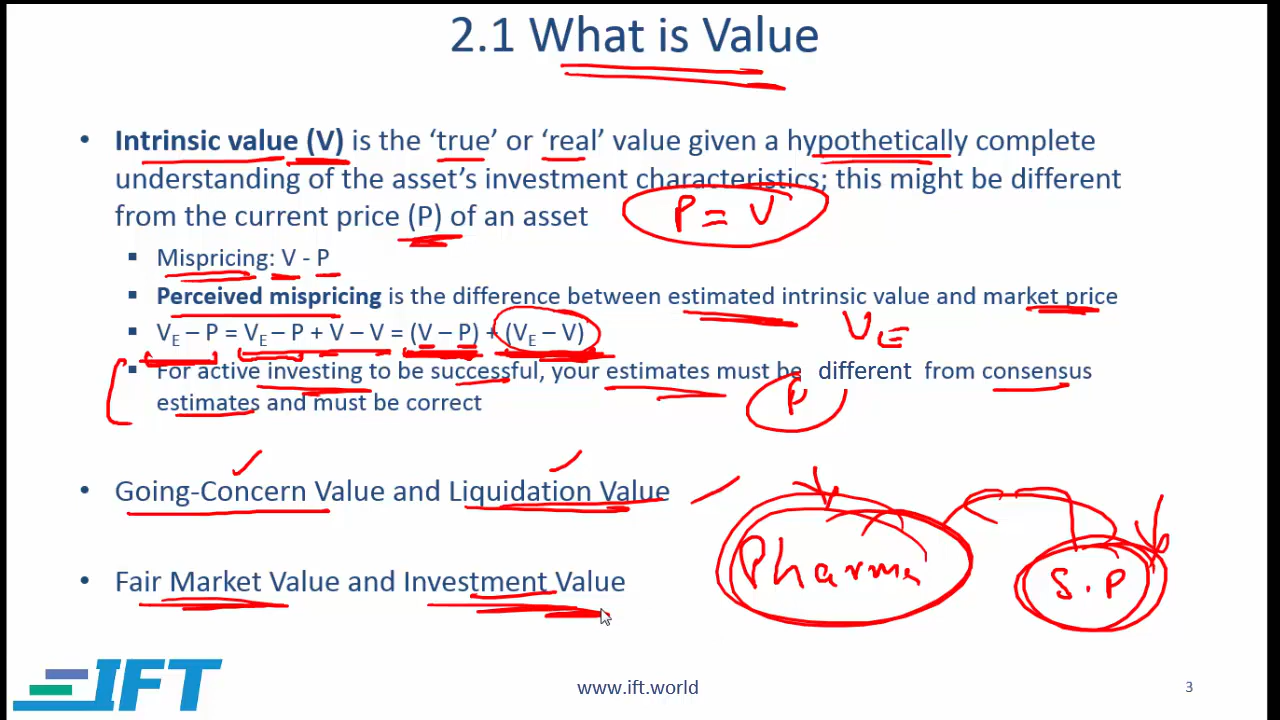 2.1 What is Value
• Intrinsic value (V) is the ‘true’ or ‘real’ value given a hypothetically complete
understanding of the asset’s investment characteristics; this might be different
from the current price (P) of an asset
P = V
▪ Mispricing: V - P
▪ Perceived mispricing is the difference between estimated intrinsic value and market price
▪ VE – P = VE – P + V – V = (V – P) + (VE – V)
VE
▪ For active investing to be successful, your estimates must be different from consensus
estimates and must be correct
P
• Going-Concern Value and Liquidation Value
Pharma
S.P
• Fair Market Value and Investment Value
IFT
www.ift.world
3